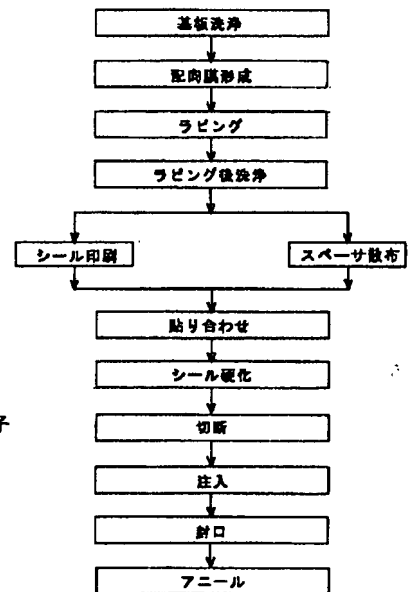 基板洗浄
配向膜形成
ラビング
ラビング後洗浄
シール印刷
スペーサ散布
貼り合わせ
シール硬化
子
切断
注入
封口
アニール